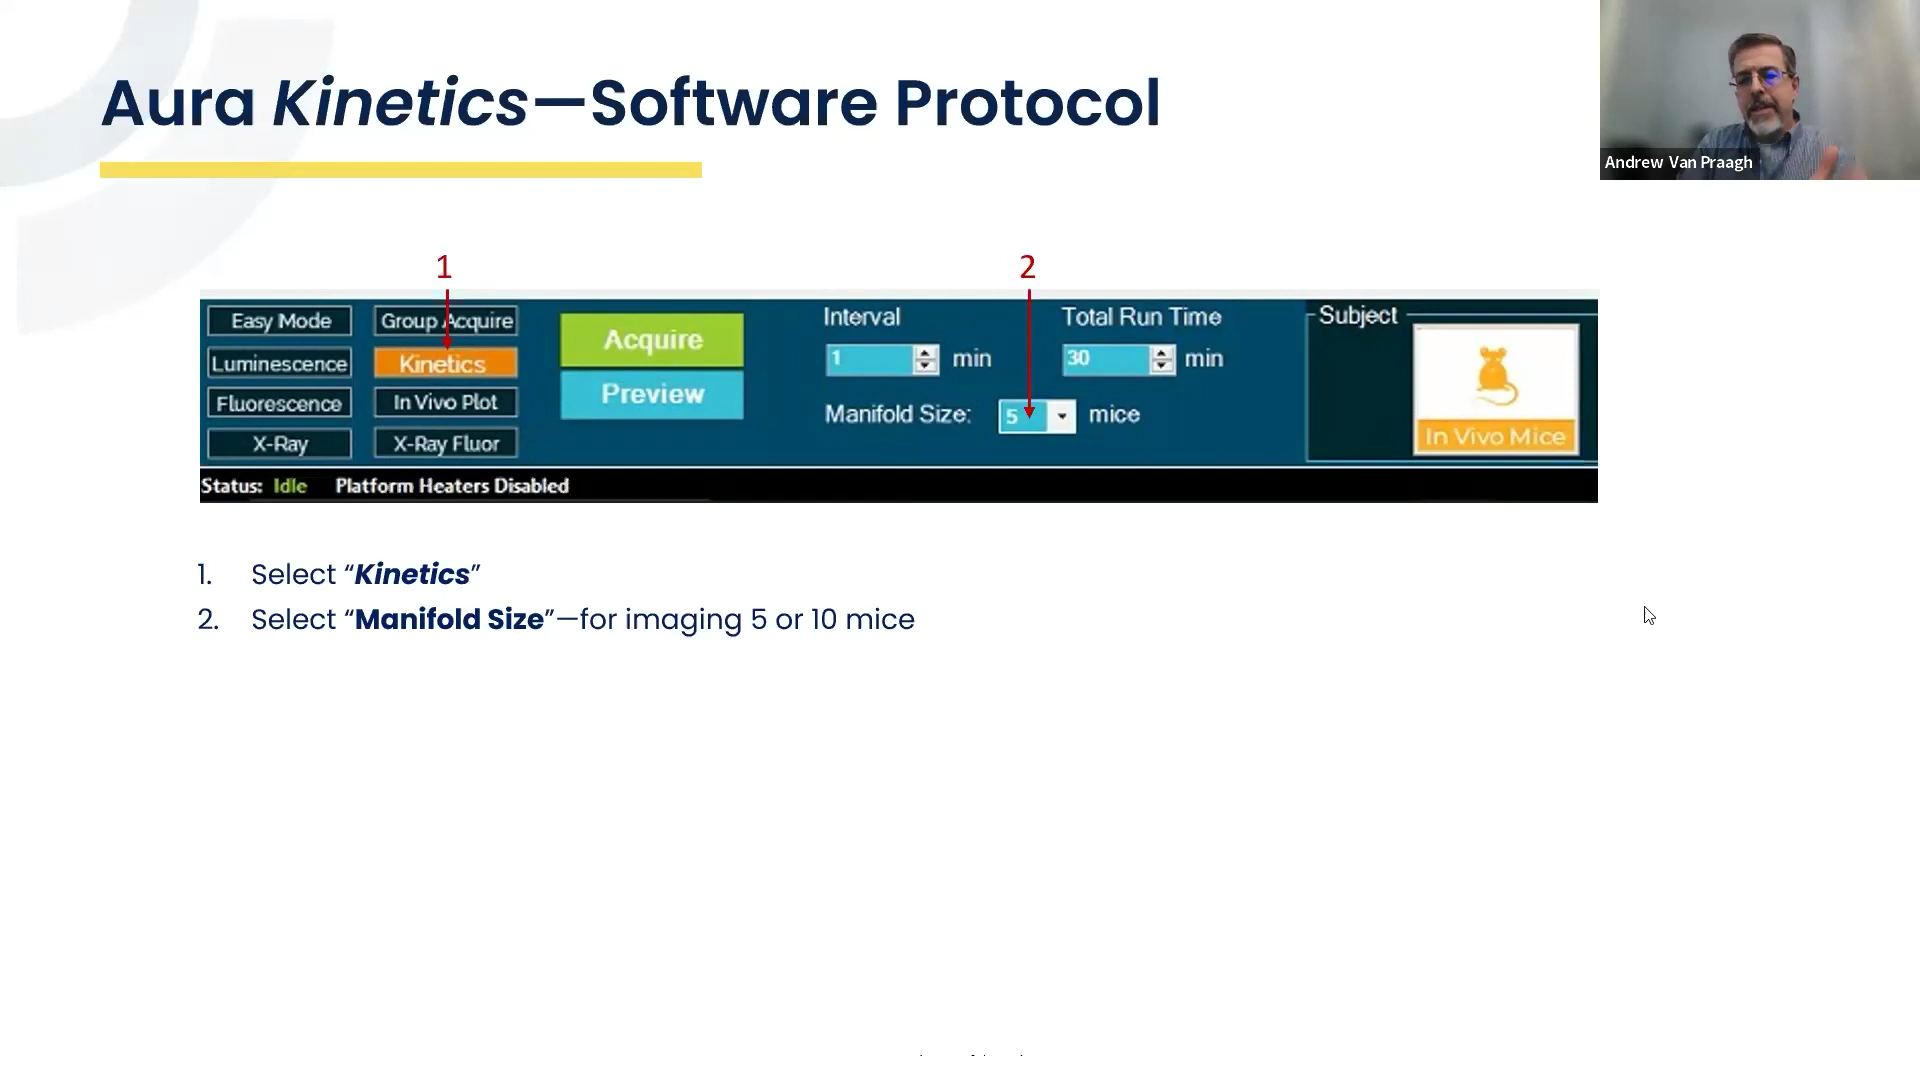 Aura Kinetics—Software Protocol
Andrew Van Praagh
1
2
Easy Mode
Group Acquire
Luminescence
Kinetics
Fluorescence
In Vivo Plot
X-Ray
X-Ray Fluor
Acquire
Preview
Interval
1 min
Total Run Time
30 min
Manifold Size: 5 mice
Subject
In Vivo Mice
Status: Idle Platform Heaters Disabled
1. Select “Kinetics”
2. Select “Manifold Size”—for imaging 5 or 10 mice